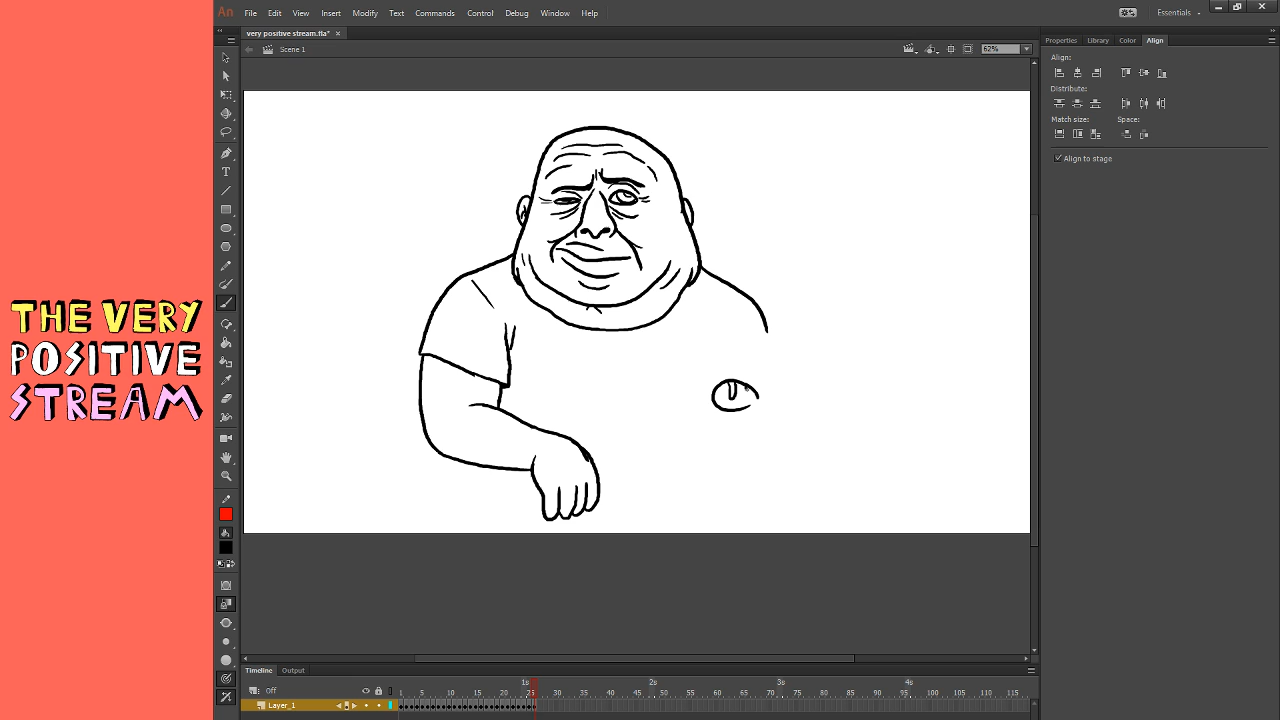 THE VERY
POSITIVE
STREAM
An File Edit View Insert Modify Text Commands Control Debug Window Help
Essentials
very positive stream.fla*
Scene 1
62%
Properties Library Color Align
Align:
Distribute:
Match size: Space:
Align to stage
Timeline Output
Off
1s 2s 3s 4s
1 5 10 15 20 25 30 35 40 45 50 55 60 65 70 75 80 85 90 95 100 105 110 115
Layer_1